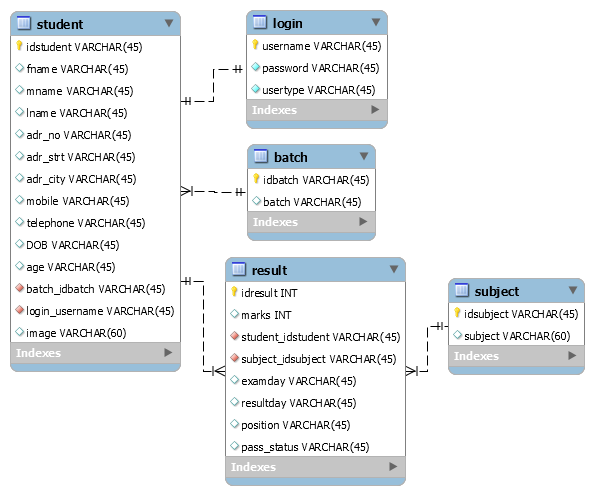 student
idstudent VARCHAR(45)
fname VARCHAR(45)
mname VARCHAR(45)
lname VARCHAR(45)
adr_no VARCHAR(45)
adr_strt VARCHAR(45)
adr_city VARCHAR(45)
mobile VARCHAR(45)
telephone VARCHAR(45)
DOB VARCHAR(45)
age VARCHAR(45)
batch_idbatch VARCHAR(45)
login_username VARCHAR(45)
image VARCHAR(60)
Indexes
login
username VARCHAR(45)
password VARCHAR(45)
usertype VARCHAR(45)
Indexes
batch
idbatch VARCHAR(45)
batch VARCHAR(45)
Indexes
result
idresult INT
marks INT
student_idstudent VARCHAR(45)
subject_idsubject VARCHAR(45)
examday VARCHAR(45)
resultday VARCHAR(45)
position VARCHAR(45)
pass_status VARCHAR(45)
Indexes
subject
idsubject VARCHAR(45)
subject VARCHAR(60)
Indexes